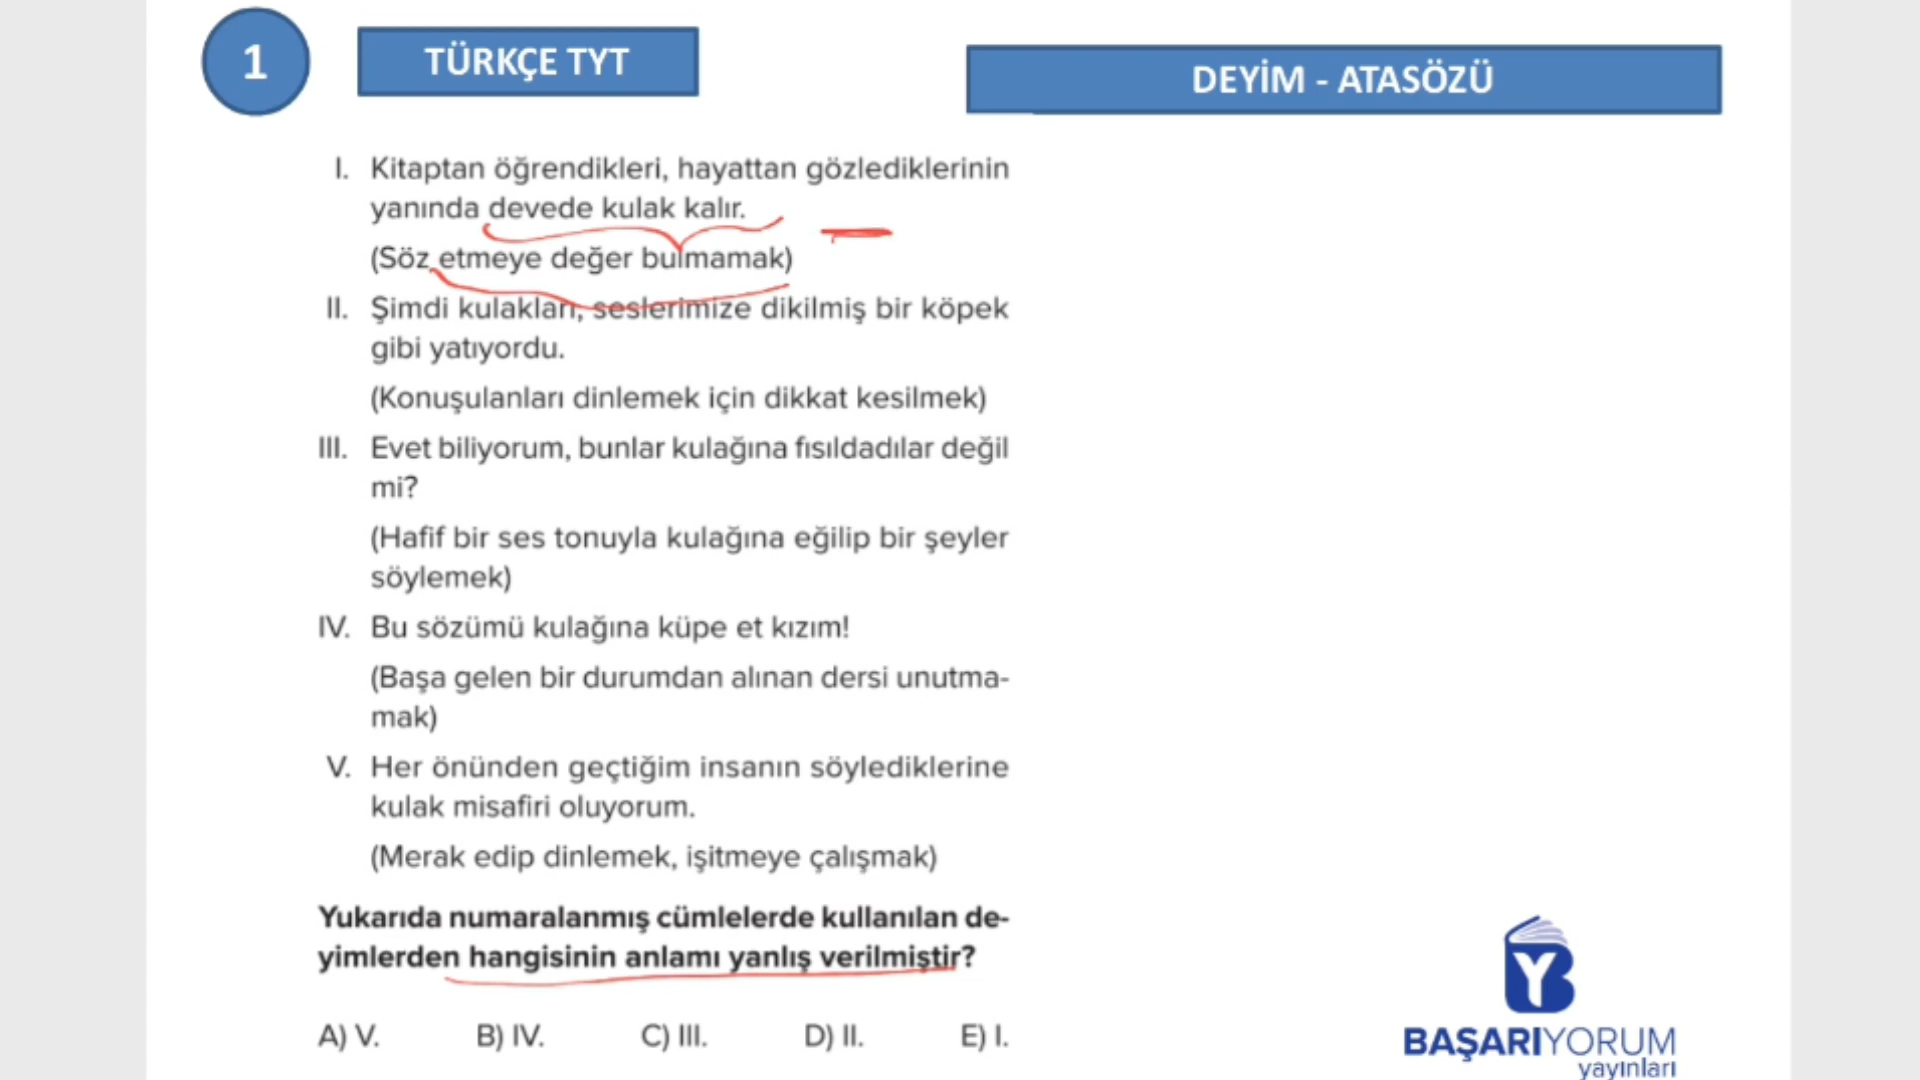 1
TÜRKÇE TYT
DEYİM - ATASÖZÜ
I. Kitaptan öğrendikleri, hayattan gözlediklerinin
yanında devede kulak kalır.
(Söz etmeye değer bulmamak)
II. Şimdi kulakları, seslerimize dikilmiş bir köpek
gibi yatıyordu.
(Konuşulanları dinlemek için dikkat kesilmek)
III. Evet biliyorum, bunlar kulağına fısıldadılar değil
mi?
(Hafif bir ses tonuyla kulağına eğilip bir şeyler
söylemek)
IV. Bu sözümü kulağına küpe et kızım!
(Başa gelen bir durumdan alınan dersi unutma-
mak)
V. Her önünden geçtiğim insanın söylediklerine
kulak misafiri oluyorum.
(Merak edip dinlemek, işitmeye çalışmak)
Yukarıda numaralanmış cümlelerde kullanılan de-
yimlerden hangisinin anlamı yanlış verilmiştir?
A) V. B) IV. C) III. D) II. E) I.
BAŞARIYORUM
yayınları